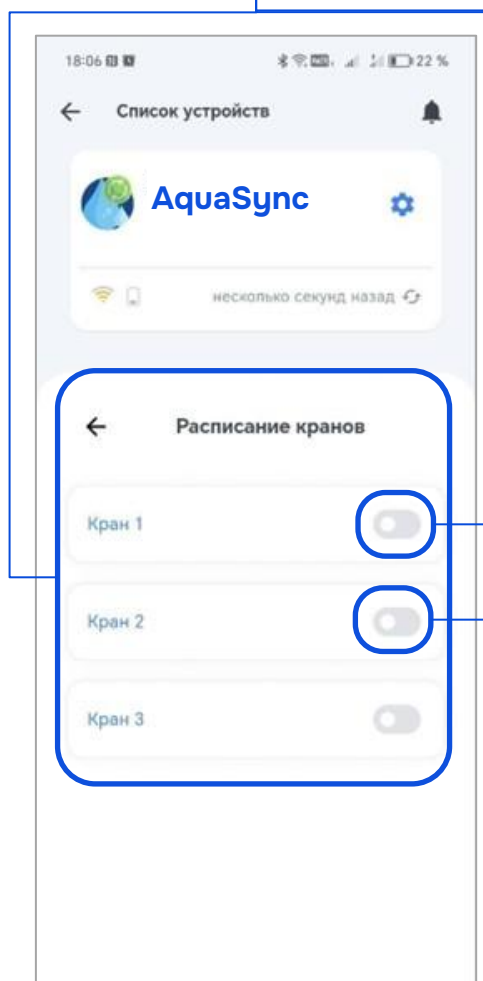 18:06 22 %
Список устройств
AquaSync
несколько секунд назад
Расписание кранов
Кран 1
Кран 2
Кран 3